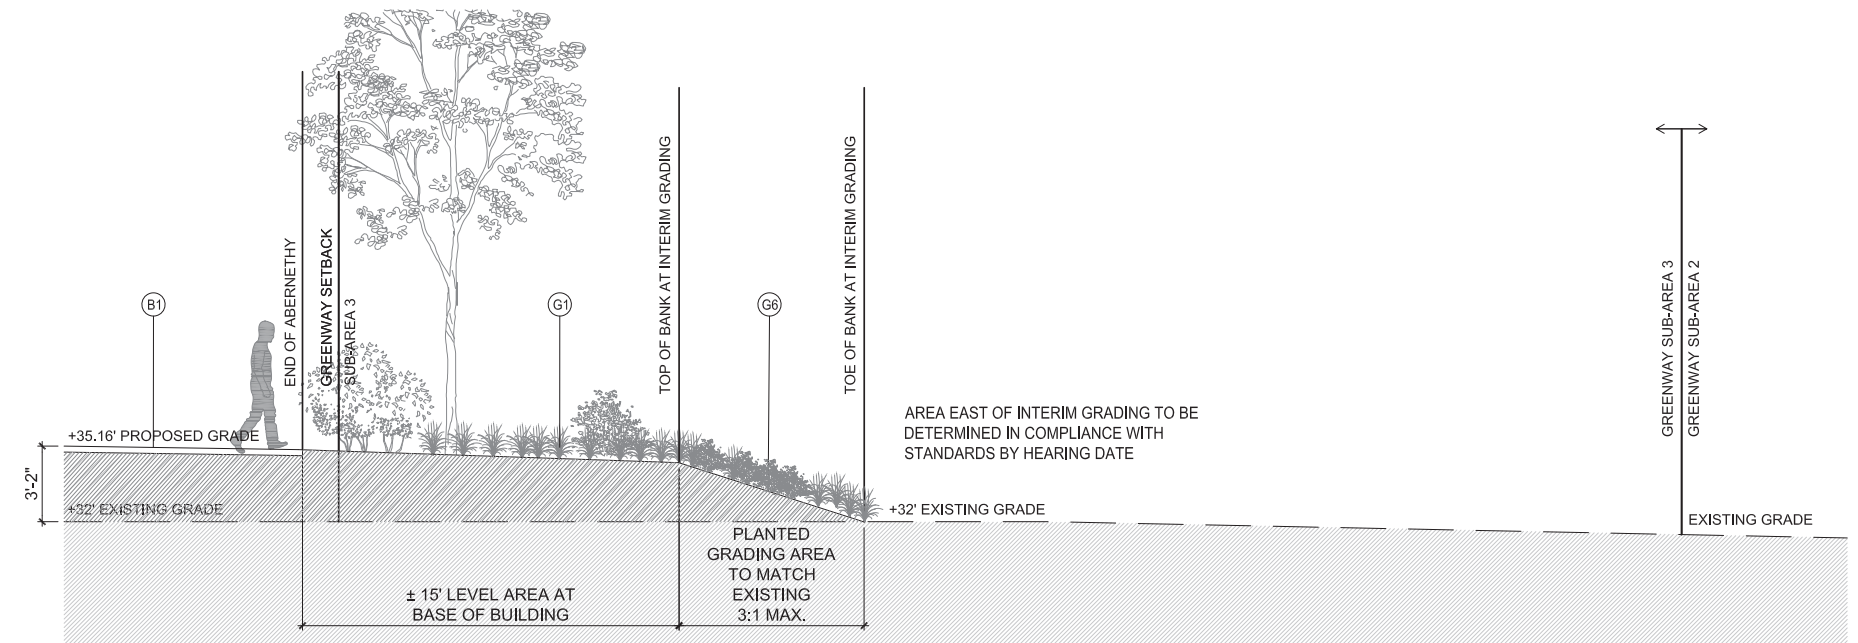 END OF ABERNETHY
GREENWAY SETBACK
SUB-AREA 3
TOP OF BANK AT INTERIM GRADING
TOE OF BANK AT INTERIM GRADING
GREENWAY SUB-AREA 3
GREENWAY SUB-AREA 2
B1
G1
G6
AREA EAST OF INTERIM GRADING TO BE
DETERMINED IN COMPLIANCE WITH
STANDARDS BY HEARING DATE
+35.16' PROPOSED GRADE
3'-2"
+32' EXISTING GRADE
+32' EXISTING GRADE
EXISTING GRADE
PLANTED
GRADING AREA
TO MATCH
EXISTING
3:1 MAX.
± 15' LEVEL AREA AT
BASE OF BUILDING